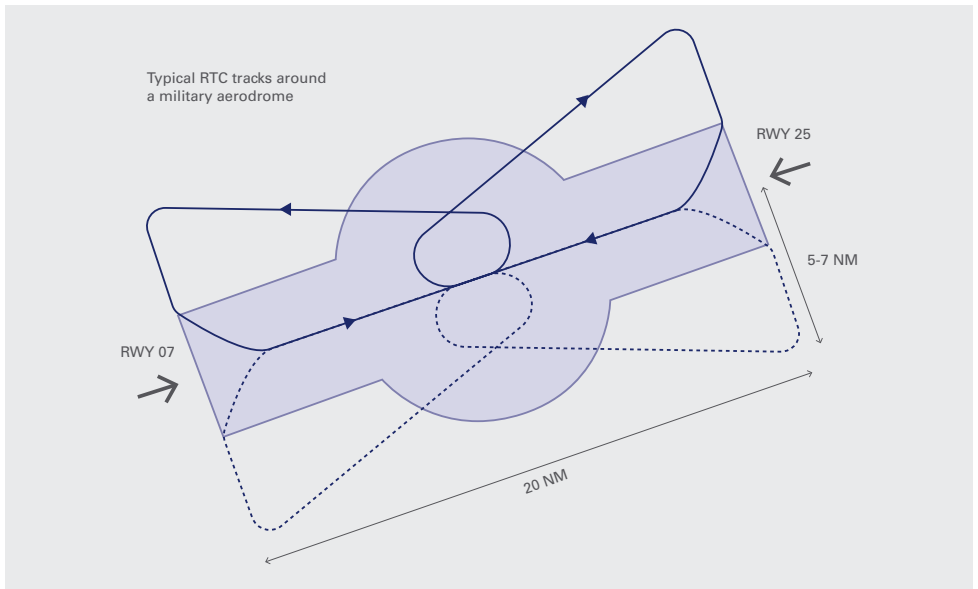 Typical RTC tracks around
a military aerodrome
RWY 25
5-7 NM
RWY 07
20 NM